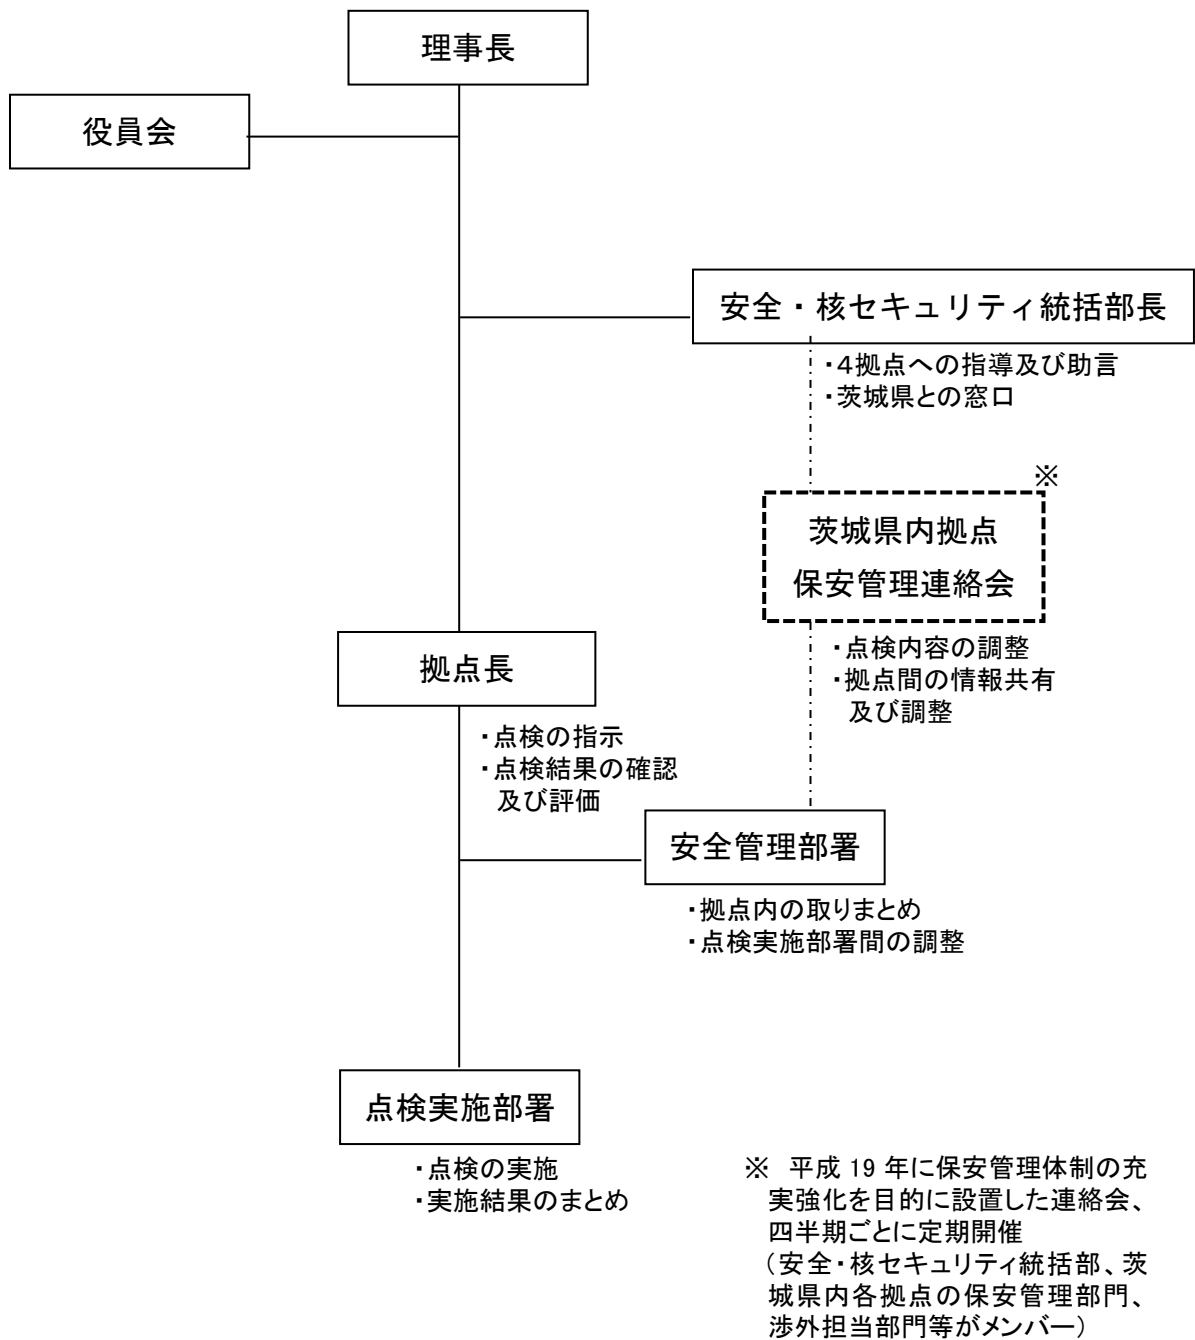 理事長
役員会
安全・核セキュリティ統括部長
・4拠点への指導及び助言
・茨城県との窓口
※
茨城県内拠点
保安管理連絡会
・点検内容の調整
・拠点間の情報共有
及び調整
拠点長
・点検の指示
・点検結果の確認
及び評価
安全管理部署
・拠点内の取りまとめ
・点検実施部署間の調整
点検実施部署
・点検の実施
・実施結果のまとめ
※ 平成 19 年に保安管理体制の充
実強化を目的に設置した連絡会、
四半期ごとに定期開催
（安全・核セキュリティ統括部、茨
城県内各拠点の保安管理部門、
渉外担当部門等がメンバー）